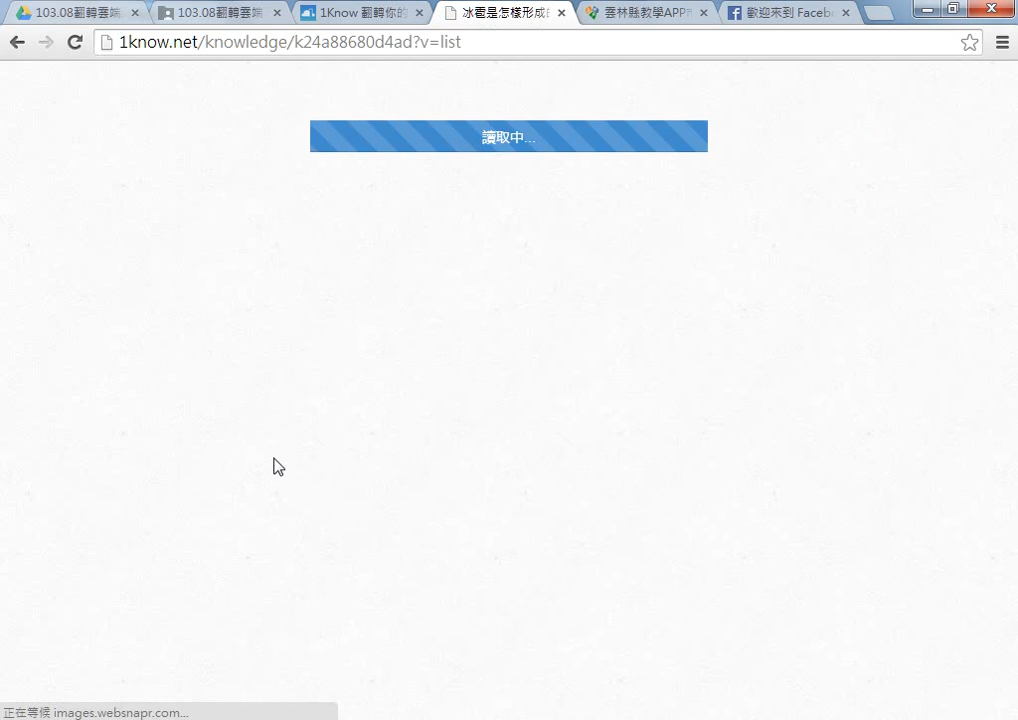 103.08翻轉雲端
103.08翻轉雲端
1Know 翻轉你的
冰雹是怎樣形成
雲林縣教學APP
歡迎來到 Faceb
1know.net/knowledge/k24a88680d4ad?v=list
讀取中...
正在等候 images.websnapr.com...